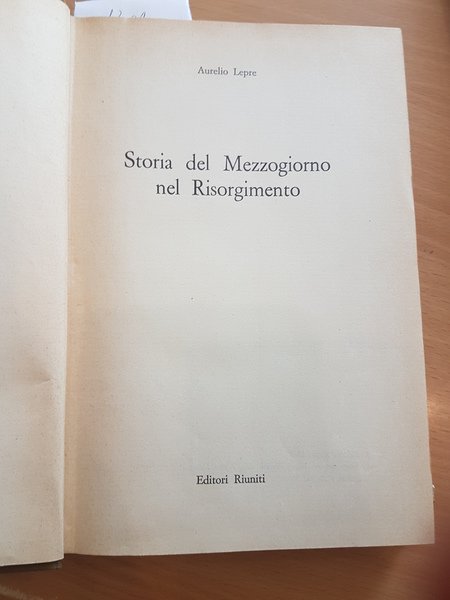 Aurelio Lepre
Storia del Mezzogiorno
nel Risorgimento
Editori Riuniti